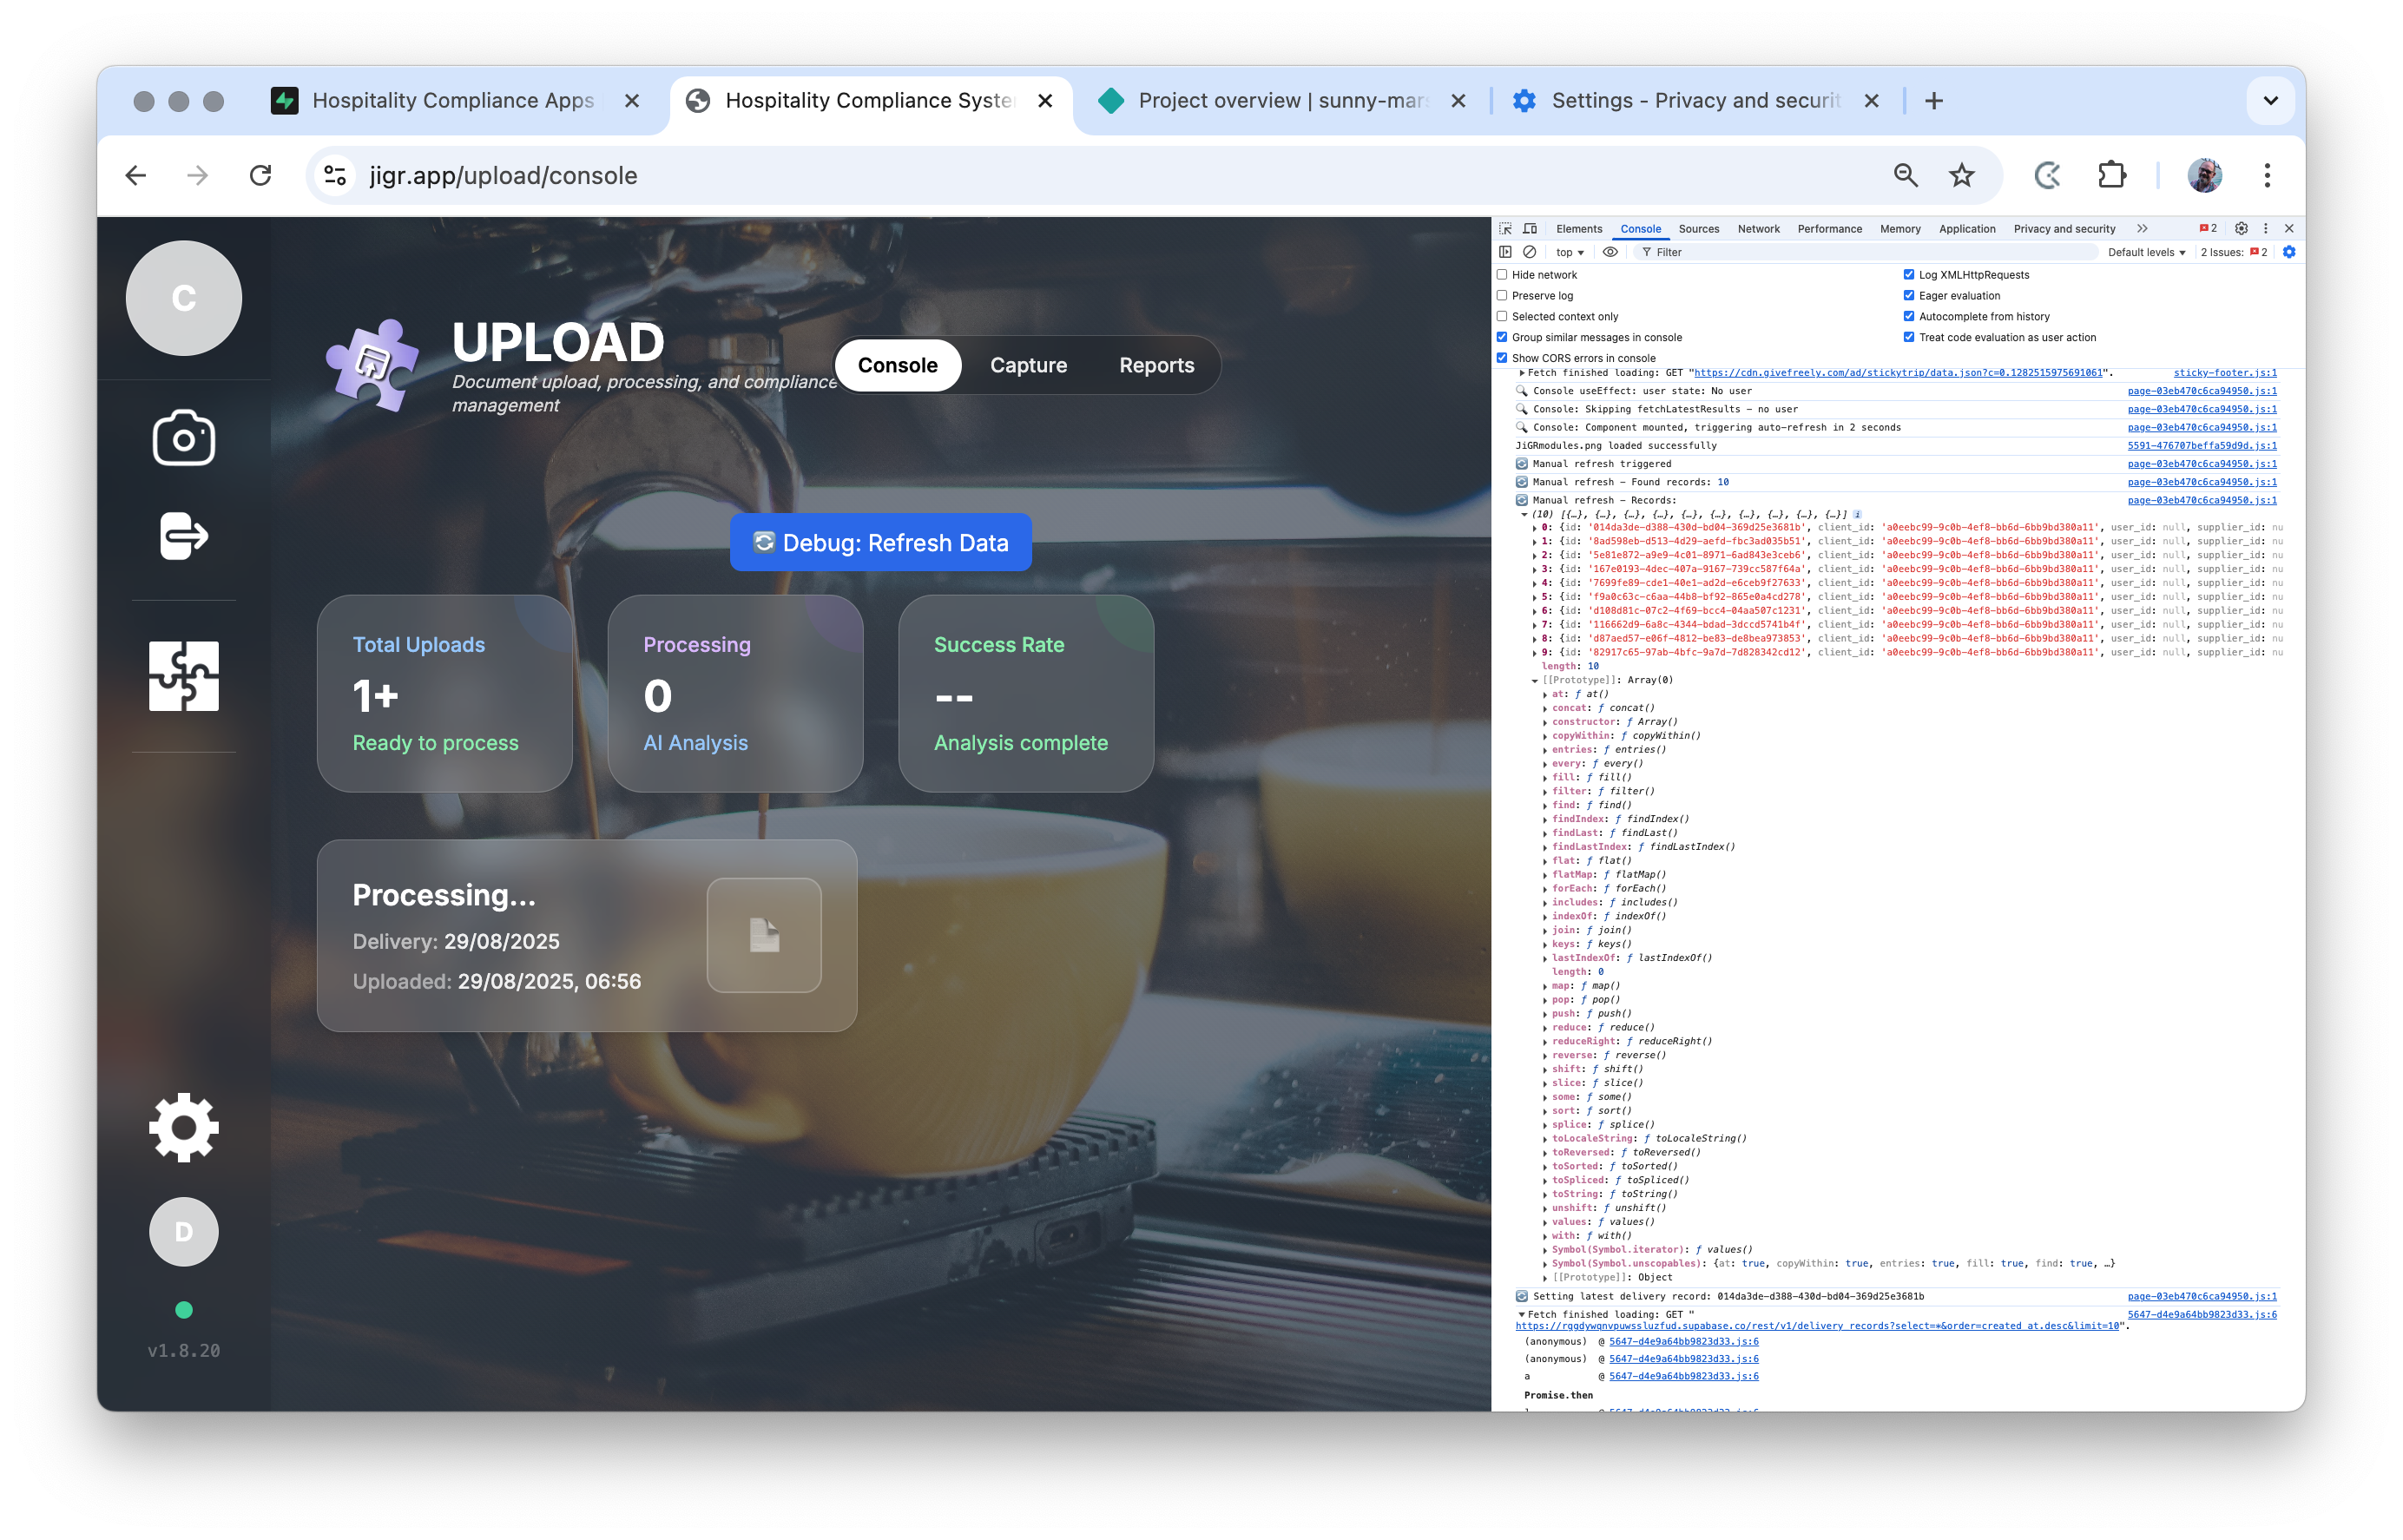 Hospitality Compliance Apps
Hospitality Compliance Syste
Project overview | sunny-mar
Settings - Privacy and securit
jigr.app/upload/console
C
UPLOAD
Document upload, processing, and compliance
management
Console
Capture
Reports
Debug: Refresh Data
Total Uploads
1+
Ready to process
Processing
0
AI Analysis
Success Rate
--
Analysis complete
Processing...
Delivery: 29/08/2025
Uploaded: 29/08/2025, 06:56
D
v1.8.20
Elements Console Sources Network Performance Memory Application Privacy and security 2
top Filter Default levels 2 Issues: 2
Hide network Log XMLHttpRequests
Preserve log Eager evaluation
Selected context only Autocomplete from history
Group similar messages in console Treat code evaluation as user action
Show CORS errors in console
Fetch finished loading: GET "https://cdn.givefreely.com/ad/stickytrip/data.json?c=0.1282515975691061". sticky-footer.js:1
Console useEffect: user state: No user page-03eb470c6ca94950.js:1
Console: Skipping fetchLatestResults – no user page-03eb470c6ca94950.js:1
Console: Component mounted, triggering auto-refresh in 2 seconds page-03eb470c6ca94950.js:1
JiGRmodules.png loaded successfully 5591-476707beffa59d9d.js:1
Manual refresh triggered page-03eb470c6ca94950.js:1
Manual refresh – Found records: 10 page-03eb470c6ca94950.js:1
Manual refresh – Records: page-03eb470c6ca94950.js:1
(10) [{…}, {…}, {…}, {…}, {…}, {…}, {…}, {…}, {…}, {…}] i
0: {id: '014da3de-d388-430d-bd04-369d25e3681b', client_id: 'a0eebc99-9c0b-4ef8-bb6d-6bb9bd380a11', user_id: null, supplier_id: nu
1: {id: '8ad598eb-d513-4d29-aefd-fbc3ad035b51', client_id: 'a0eebc99-9c0b-4ef8-bb6d-6bb9bd380a11', user_id: null, supplier_id: nu
2: {id: '5e81e872-a9e9-4c01-8971-6ad843e3ceb6', client_id: 'a0eebc99-9c0b-4ef8-bb6d-6bb9bd380a11', user_id: null, supplier_id: nu
3: {id: '167e0193-4dec-407a-9167-739cc587f64a', client_id: 'a0eebc99-9c0b-4ef8-bb6d-6bb9bd380a11', user_id: null, supplier_id: nu
4: {id: '7699fe89-cde1-40e1-ad2d-e6ceb9f27633', client_id: 'a0eebc99-9c0b-4ef8-bb6d-6bb9bd380a11', user_id: null, supplier_id: nu
5: {id: 'f9a0c63c-c6aa-44b8-bf92-865e0a4cd278', client_id: 'a0eebc99-9c0b-4ef8-bb6d-6bb9bd380a11', user_id: null, supplier_id: nu
6: {id: 'd108d81c-07c2-4f69-bcc4-04aa507c1231', client_id: 'a0eebc99-9c0b-4ef8-bb6d-6bb9bd380a11', user_id: null, supplier_id: nu
7: {id: '116662d9-6a8c-4344-bdad-3dccd5741b4f', client_id: 'a0eebc99-9c0b-4ef8-bb6d-6bb9bd380a11', user_id: null, supplier_id: nu
8: {id: 'd87aed57-e06f-4812-be83-de8bea973853', client_id: 'a0eebc99-9c0b-4ef8-bb6d-6bb9bd380a11', user_id: null, supplier_id: nu
9: {id: '82917c65-97ab-4bfc-9a7d-7d828342cd12', client_id: 'a0eebc99-9c0b-4ef8-bb6d-6bb9bd380a11', user_id: null, supplier_id: nu
length: 10
[[Prototype]]: Array(0)
at: ƒ at()
concat: ƒ concat()
constructor: ƒ Array()
copyWithin: ƒ copyWithin()
entries: ƒ entries()
every: ƒ every()
fill: ƒ fill()
filter: ƒ filter()
find: ƒ find()
findIndex: ƒ findIndex()
findLast: ƒ findLast()
findLastIndex: ƒ findLastIndex()
flat: ƒ flat()
flatMap: ƒ flatMap()
forEach: ƒ forEach()
includes: ƒ includes()
indexOf: ƒ indexOf()
join: ƒ join()
keys: ƒ keys()
lastIndexOf: ƒ lastIndexOf()
length: 0
map: ƒ map()
pop: ƒ pop()
push: ƒ push()
reduce: ƒ reduce()
reduceRight: ƒ reduceRight()
reverse: ƒ reverse()
shift: ƒ shift()
slice: ƒ slice()
some: ƒ some()
sort: ƒ sort()
splice: ƒ splice()
toLocaleString: ƒ toLocaleString()
toReversed: ƒ toReversed()
toSorted: ƒ toSorted()
toSpliced: ƒ toSpliced()
toString: ƒ toString()
unshift: ƒ unshift()
values: ƒ values()
with: ƒ with()
Symbol(Symbol.iterator): ƒ values()
Symbol(Symbol.unscopables): {at: true, copyWithin: true, entries: true, fill: true, find: true, …}
[[Prototype]]: Object
Setting latest delivery record: 014da3de-d388-430d-bd04-369d25e3681b page-03eb470c6ca94950.js:1
Fetch finished loading: GET " 5647-d4e9a64bb9823d33.js:6
https://rggdywqnvpuwssluzfud.supabase.co/rest/v1/delivery_records?select=*&order=created_at.desc&limit=10".
(anonymous) @ 5647-d4e9a64bb9823d33.js:6
(anonymous) @ 5647-d4e9a64bb9823d33.js:6
a @ 5647-d4e9a64bb9823d33.js:6
Promise.then